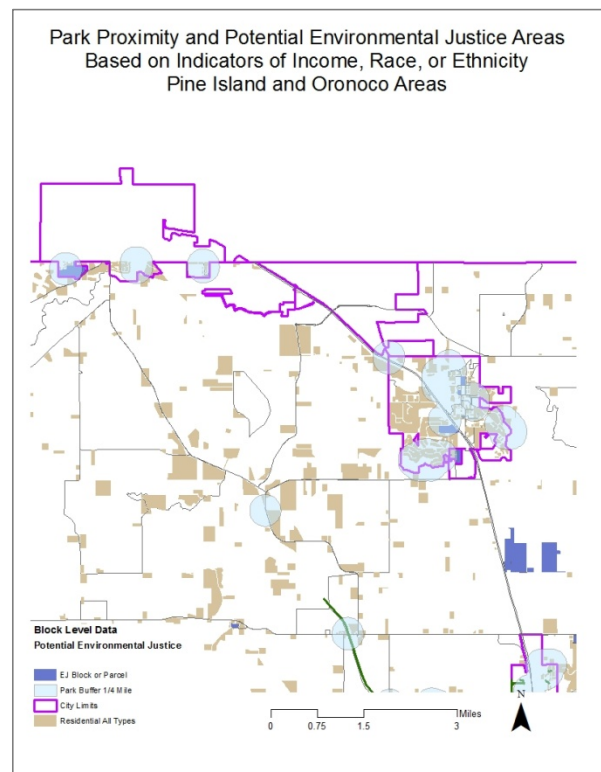 Park Proximity and Potential Environmental Justice Areas
Based on Indicators of Income, Race, or Ethnicity
Pine Island and Oronoco Areas
Block Level Data
Potential Environmental Justice
EJ Block or Parcel
Park Buffer 1/4 Mile
City Limits
Residential All Types
0 0.75 1.5 3 Miles
N